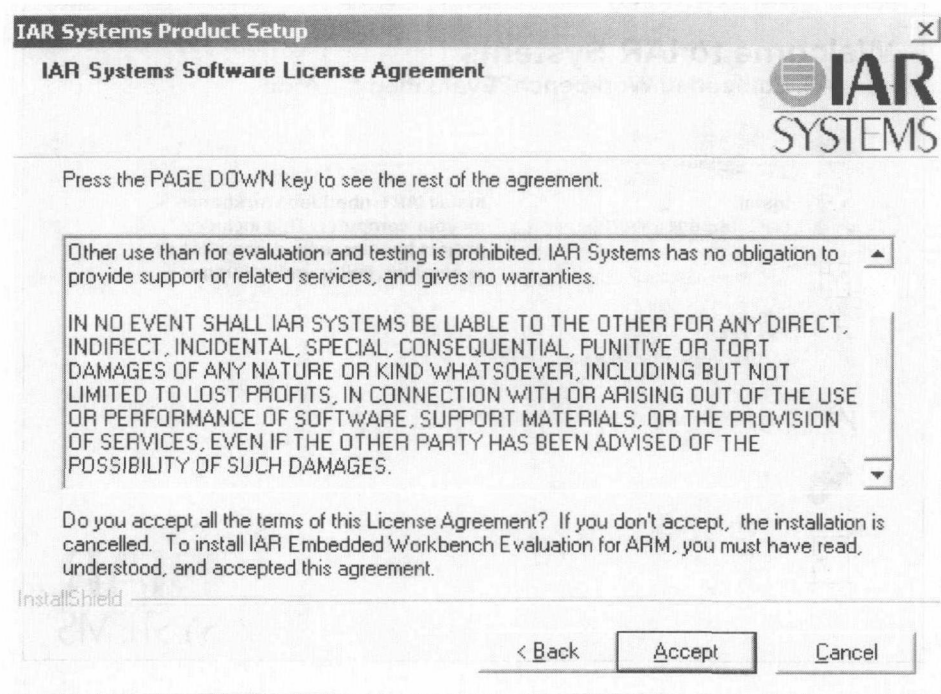 IAR Systems Product Setup
IAR Systems Software License Agreement
IAR
SYSTEMS
Press the PAGE DOWN key to see the rest of the agreement.
Other use than for evaluation and testing is prohibited. IAR Systems has no obligation to
provide support or related services, and gives no warranties.
IN NO EVENT SHALL IAR SYSTEMS BE LIABLE TO THE OTHER FOR ANY DIRECT,
INDIRECT, INCIDENTAL, SPECIAL, CONSEQUENTIAL, PUNITIVE OR TORT
DAMAGES OF ANY NATURE OR KIND WHATSOEVER, INCLUDING BUT NOT
LIMITED TO LOST PROFITS, IN CONNECTION WITH OR ARISING OUT OF THE USE
OR PERFORMANCE OF SOFTWARE, SUPPORT MATERIALS, OR THE PROVISION
OF SERVICES, EVEN IF THE OTHER PARTY HAS BEEN ADVISED OF THE
POSSIBILITY OF SUCH DAMAGES.
Do you accept all the terms of this License Agreement? If you don't accept, the installation is
cancelled. To install IAR Embedded Workbench Evaluation for ARM, you must have read,
understood, and accepted this agreement.
InstallShield
< Back
Accept
Cancel